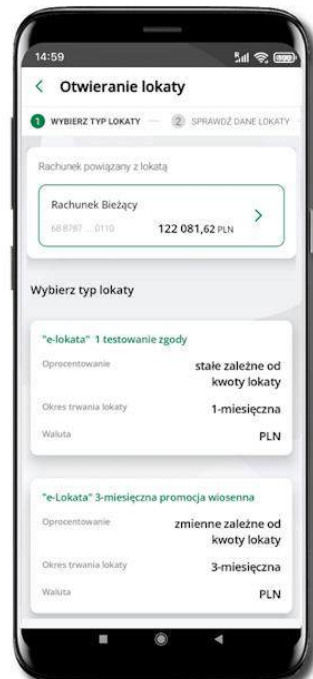 14:59
Otwieranie lokaty
1 WYBIERZ TYP LOKATY 2 SPRAWDŹ DANE LOKATY
Rachunek powiązany z lokatą
Rachunek Bieżący
68 8787 ... 0110 122 081,62 PLN
Wybierz typ lokaty
"e-lokata" 1 testowanie zgody
Oprocentowanie stałe zależne od
kwoty lokaty
Okres trwania lokaty 1-miesięczna
Waluta PLN
"e-Lokata" 3-miesięczna promocja wiosenna
Oprocentowanie zmienne zależne od
kwoty lokaty
Okres trwania lokaty 3-miesięczna
Waluta PLN